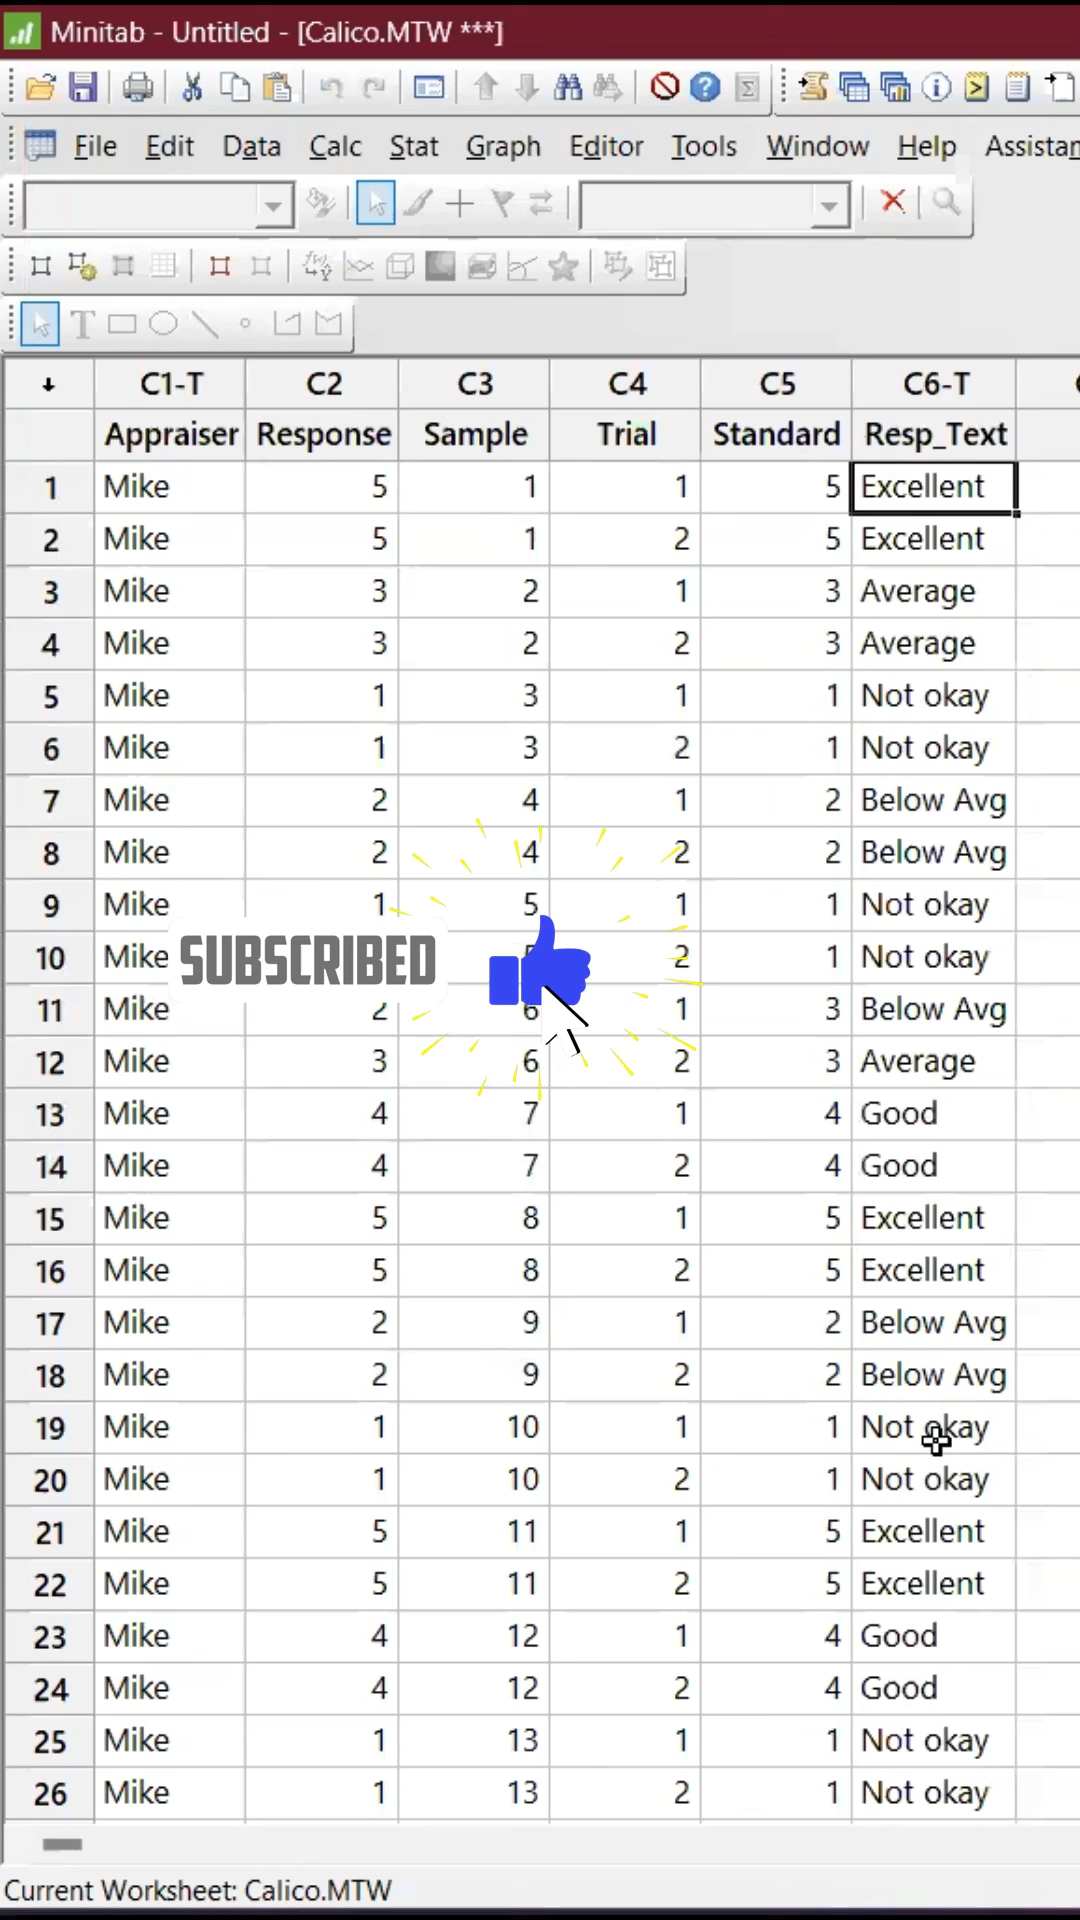 Minitab - Untitled - [Calico.MTW ***]
File Edit Data Calc Stat Graph Editor Tools Window Help
C1-T C2 C3 C4 C5 C6-T
Appraiser Response Sample Trial Standard Resp_Text
1 Mike 5 1 1 5 Excellent
2 Mike 5 1 2 5 Excellent
3 Mike 3 2 1 3 Average
4 Mike 3 2 2 3 Average
5 Mike 1 3 1 1 Not okay
6 Mike 1 3 2 1 Not okay
7 Mike 2 4 1 2 Below Avg
8 Mike 2 4 2 2 Below Avg
9 Mike 1 5 1 1 Not okay
10 Mike 2 1 Not okay
SUBSCRIBED
11 Mike 2 6 1 3 Below Avg
12 Mike 3 6 2 3 Average
13 Mike 4 7 1 4 Good
14 Mike 4 7 2 4 Good
15 Mike 5 8 1 5 Excellent
16 Mike 5 8 2 5 Excellent
17 Mike 2 9 1 2 Below Avg
18 Mike 2 9 2 2 Below Avg
19 Mike 1 10 1 1 Not okay
20 Mike 1 10 2 1 Not okay
21 Mike 5 11 1 5 Excellent
22 Mike 5 11 2 5 Excellent
23 Mike 4 12 1 4 Good
24 Mike 4 12 2 4 Good
25 Mike 1 13 1 1 Not okay
26 Mike 1 13 2 1 Not okay
Current Worksheet: Calico.MTW